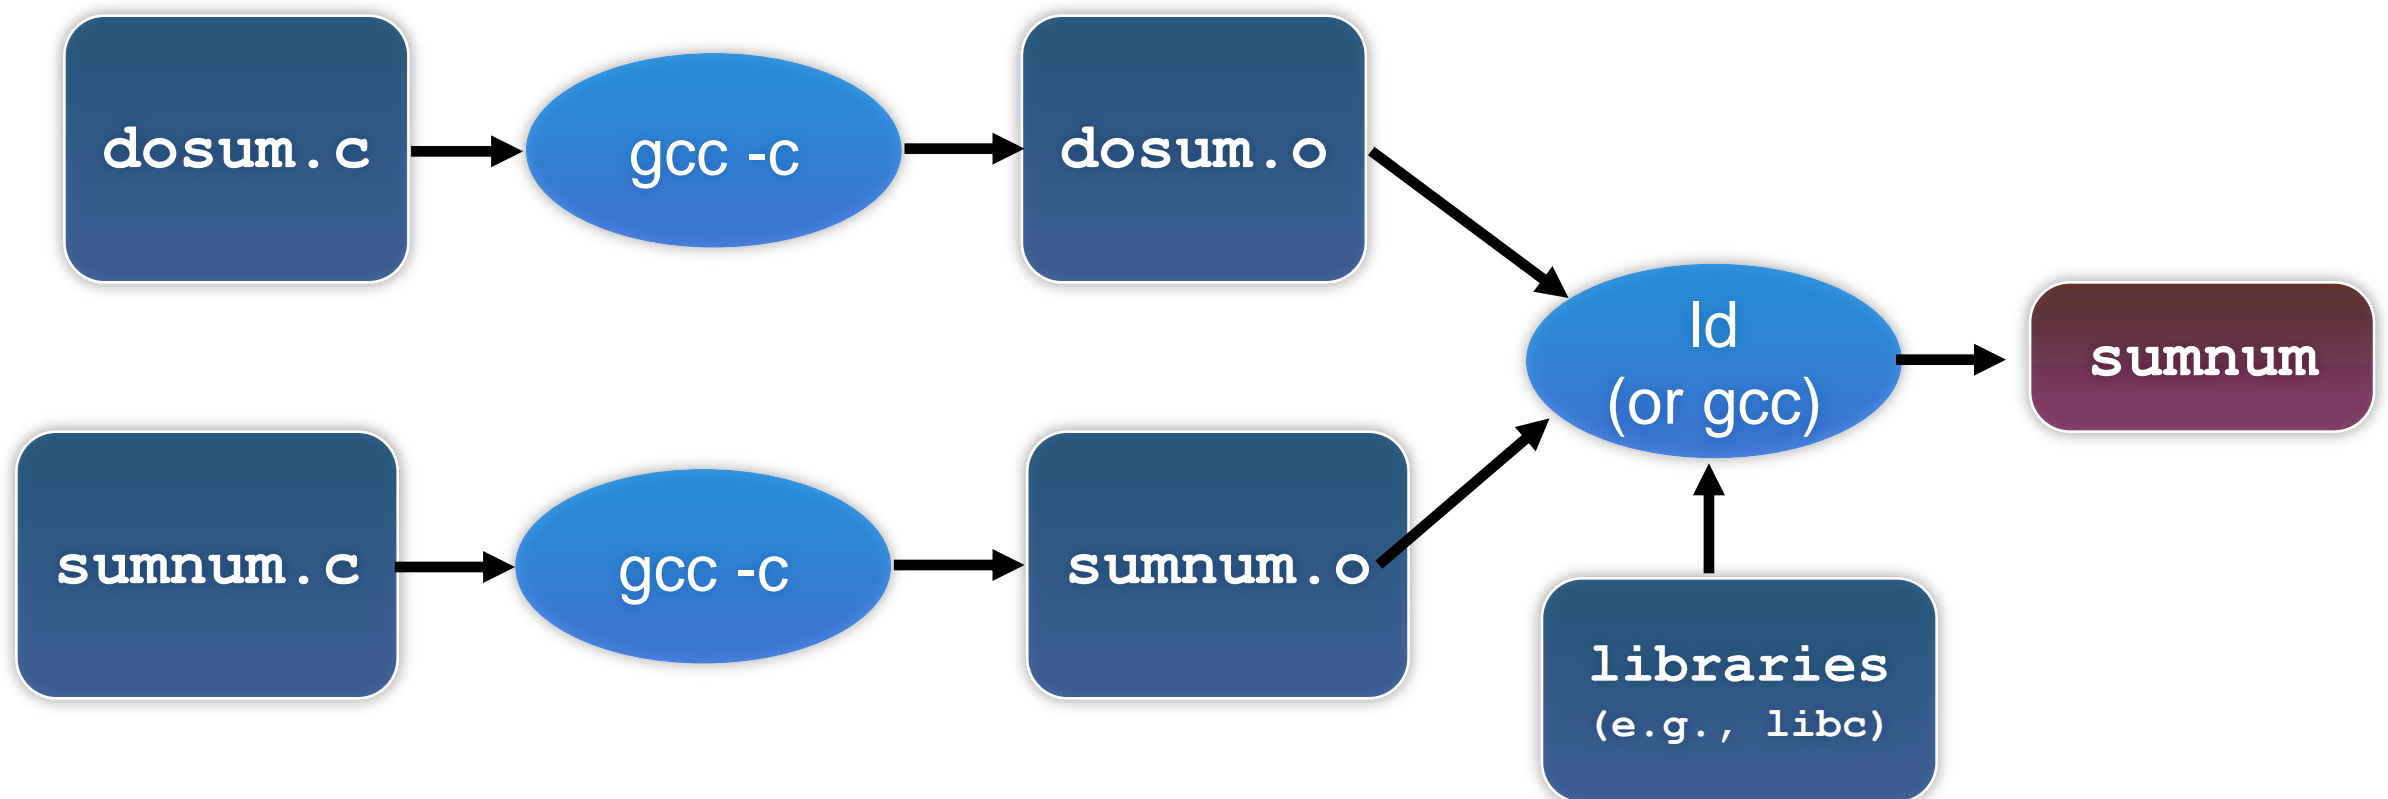 dosum.c
gcc -c
dosum.o
ld
(or gcc)
sumnum
sumnum.c
gcc -c
sumnum.o
libraries
(e.g., libc)